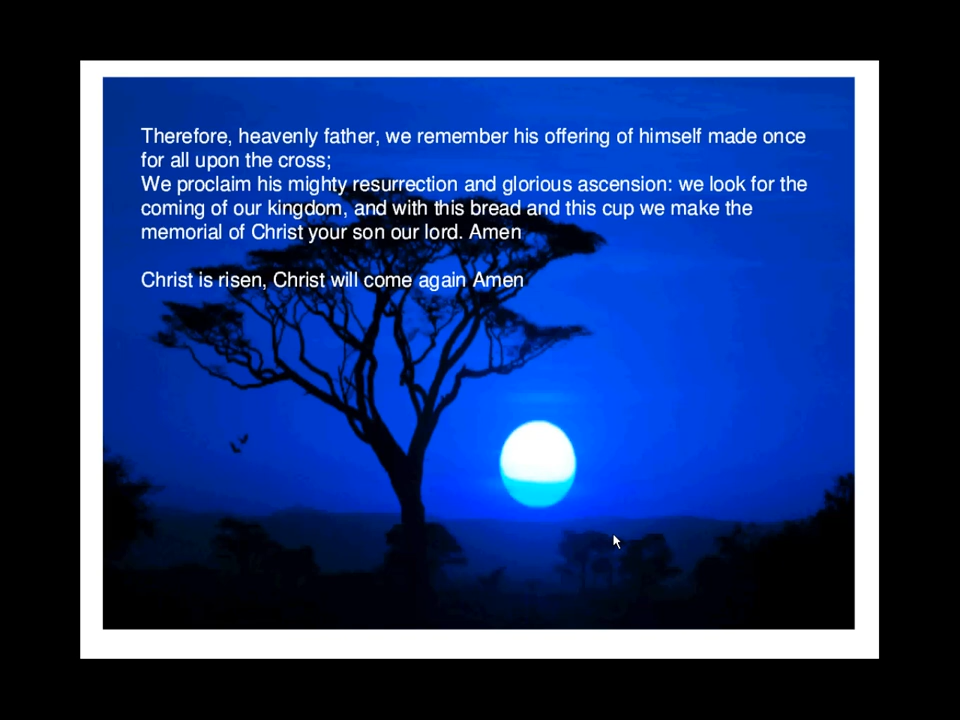 Therefore, heavenly father, we remember his offering of himself made once
for all upon the cross;
We proclaim his mighty resurrection and glorious ascension: we look for the
coming of our kingdom, and with this bread and this cup we make the
memorial of Christ your son our lord. Amen
Christ is risen, Christ will come again Amen